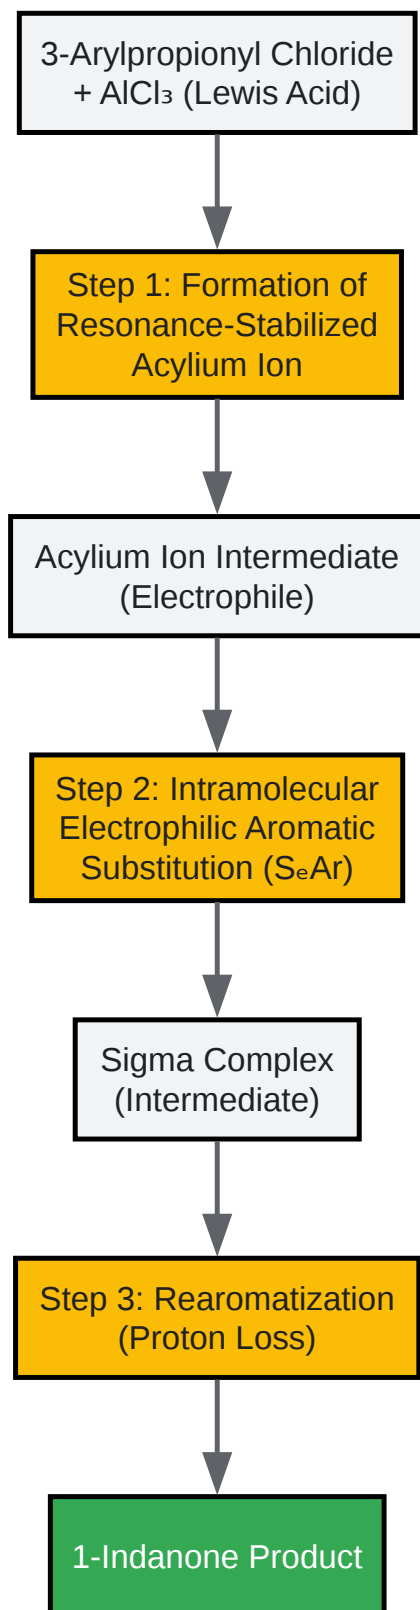 3-Arylpropionyl Chloride
+ AlCl₃ (Lewis Acid)
Step 1: Formation of
Resonance-Stabilized
Acylium Ion
Acylium Ion Intermediate
(Electrophile)
Step 2: Intramolecular
Electrophilic Aromatic
Substitution (SₑAr)
Sigma Complex
(Intermediate)
Step 3: Rearomatization
(Proton Loss)
1-Indanone Product